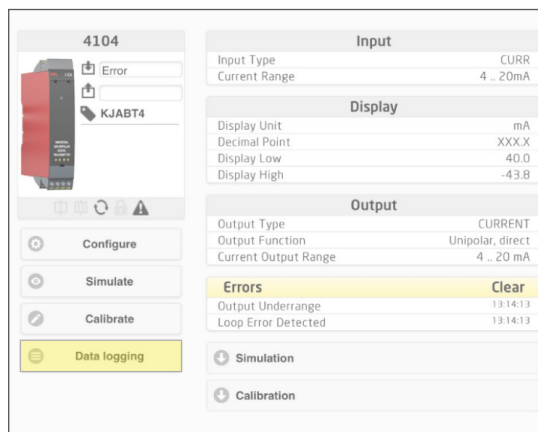 4104
Error
KJABT4
Configure
Simulate
Calibrate
Data logging
Input
Input Type CURR
Current Range 4 .. 20mA
Display
Display Unit mA
Decimal Point XXX.X
Display Low 40.0
Display High -43.8
Output
Output Type CURRENT
Output Function Unipolar, direct
Current Output Range 4 .. 20 mA
Errors Clear
Output Underrange 13:14:13
Loop Error Detected 13:14:13
Simulation
Calibration